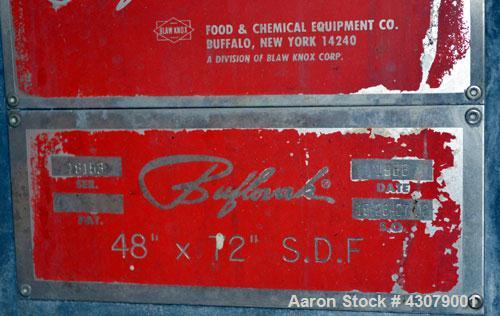 BLAW KNOX
FOOD & CHEMICAL EQUIPMENT CO.
BUFFALO, NEW YORK 14240
A DIVISION OF BLAW KNOX CORP.
SER.
Buflovak®
DATE
PAT.
S.O.
48" x 72" S.D.F
Aaron Stock # 43079001